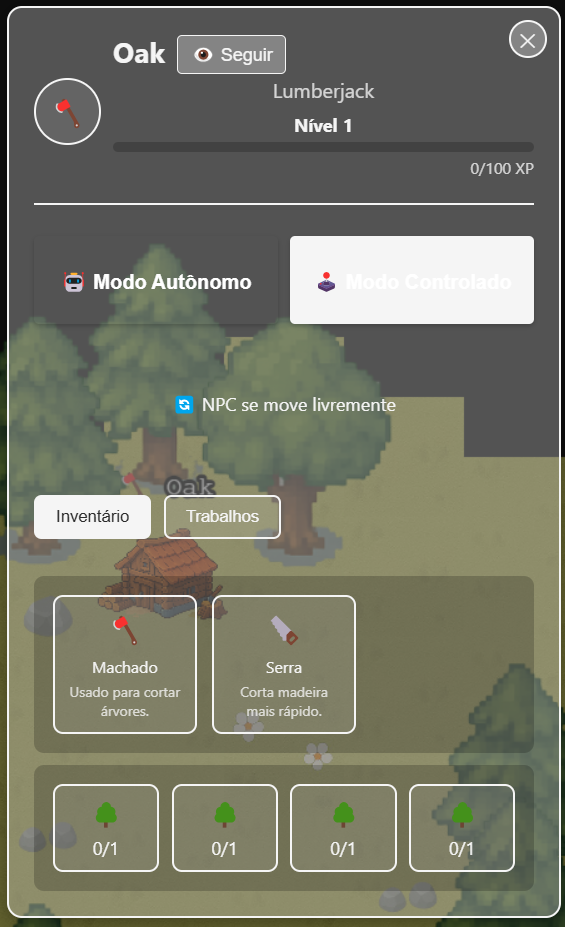 Oak
Seguir
Lumberjack
Nível 1
0/100 XP
Modo Autônomo
Modo Controlado
NPC se move livremente
Oak
Inventário
Trabalhos
Machado
Usado para cortar
árvores.
Serra
Corta madeira
mais rápido.
0/1
0/1
0/1
0/1